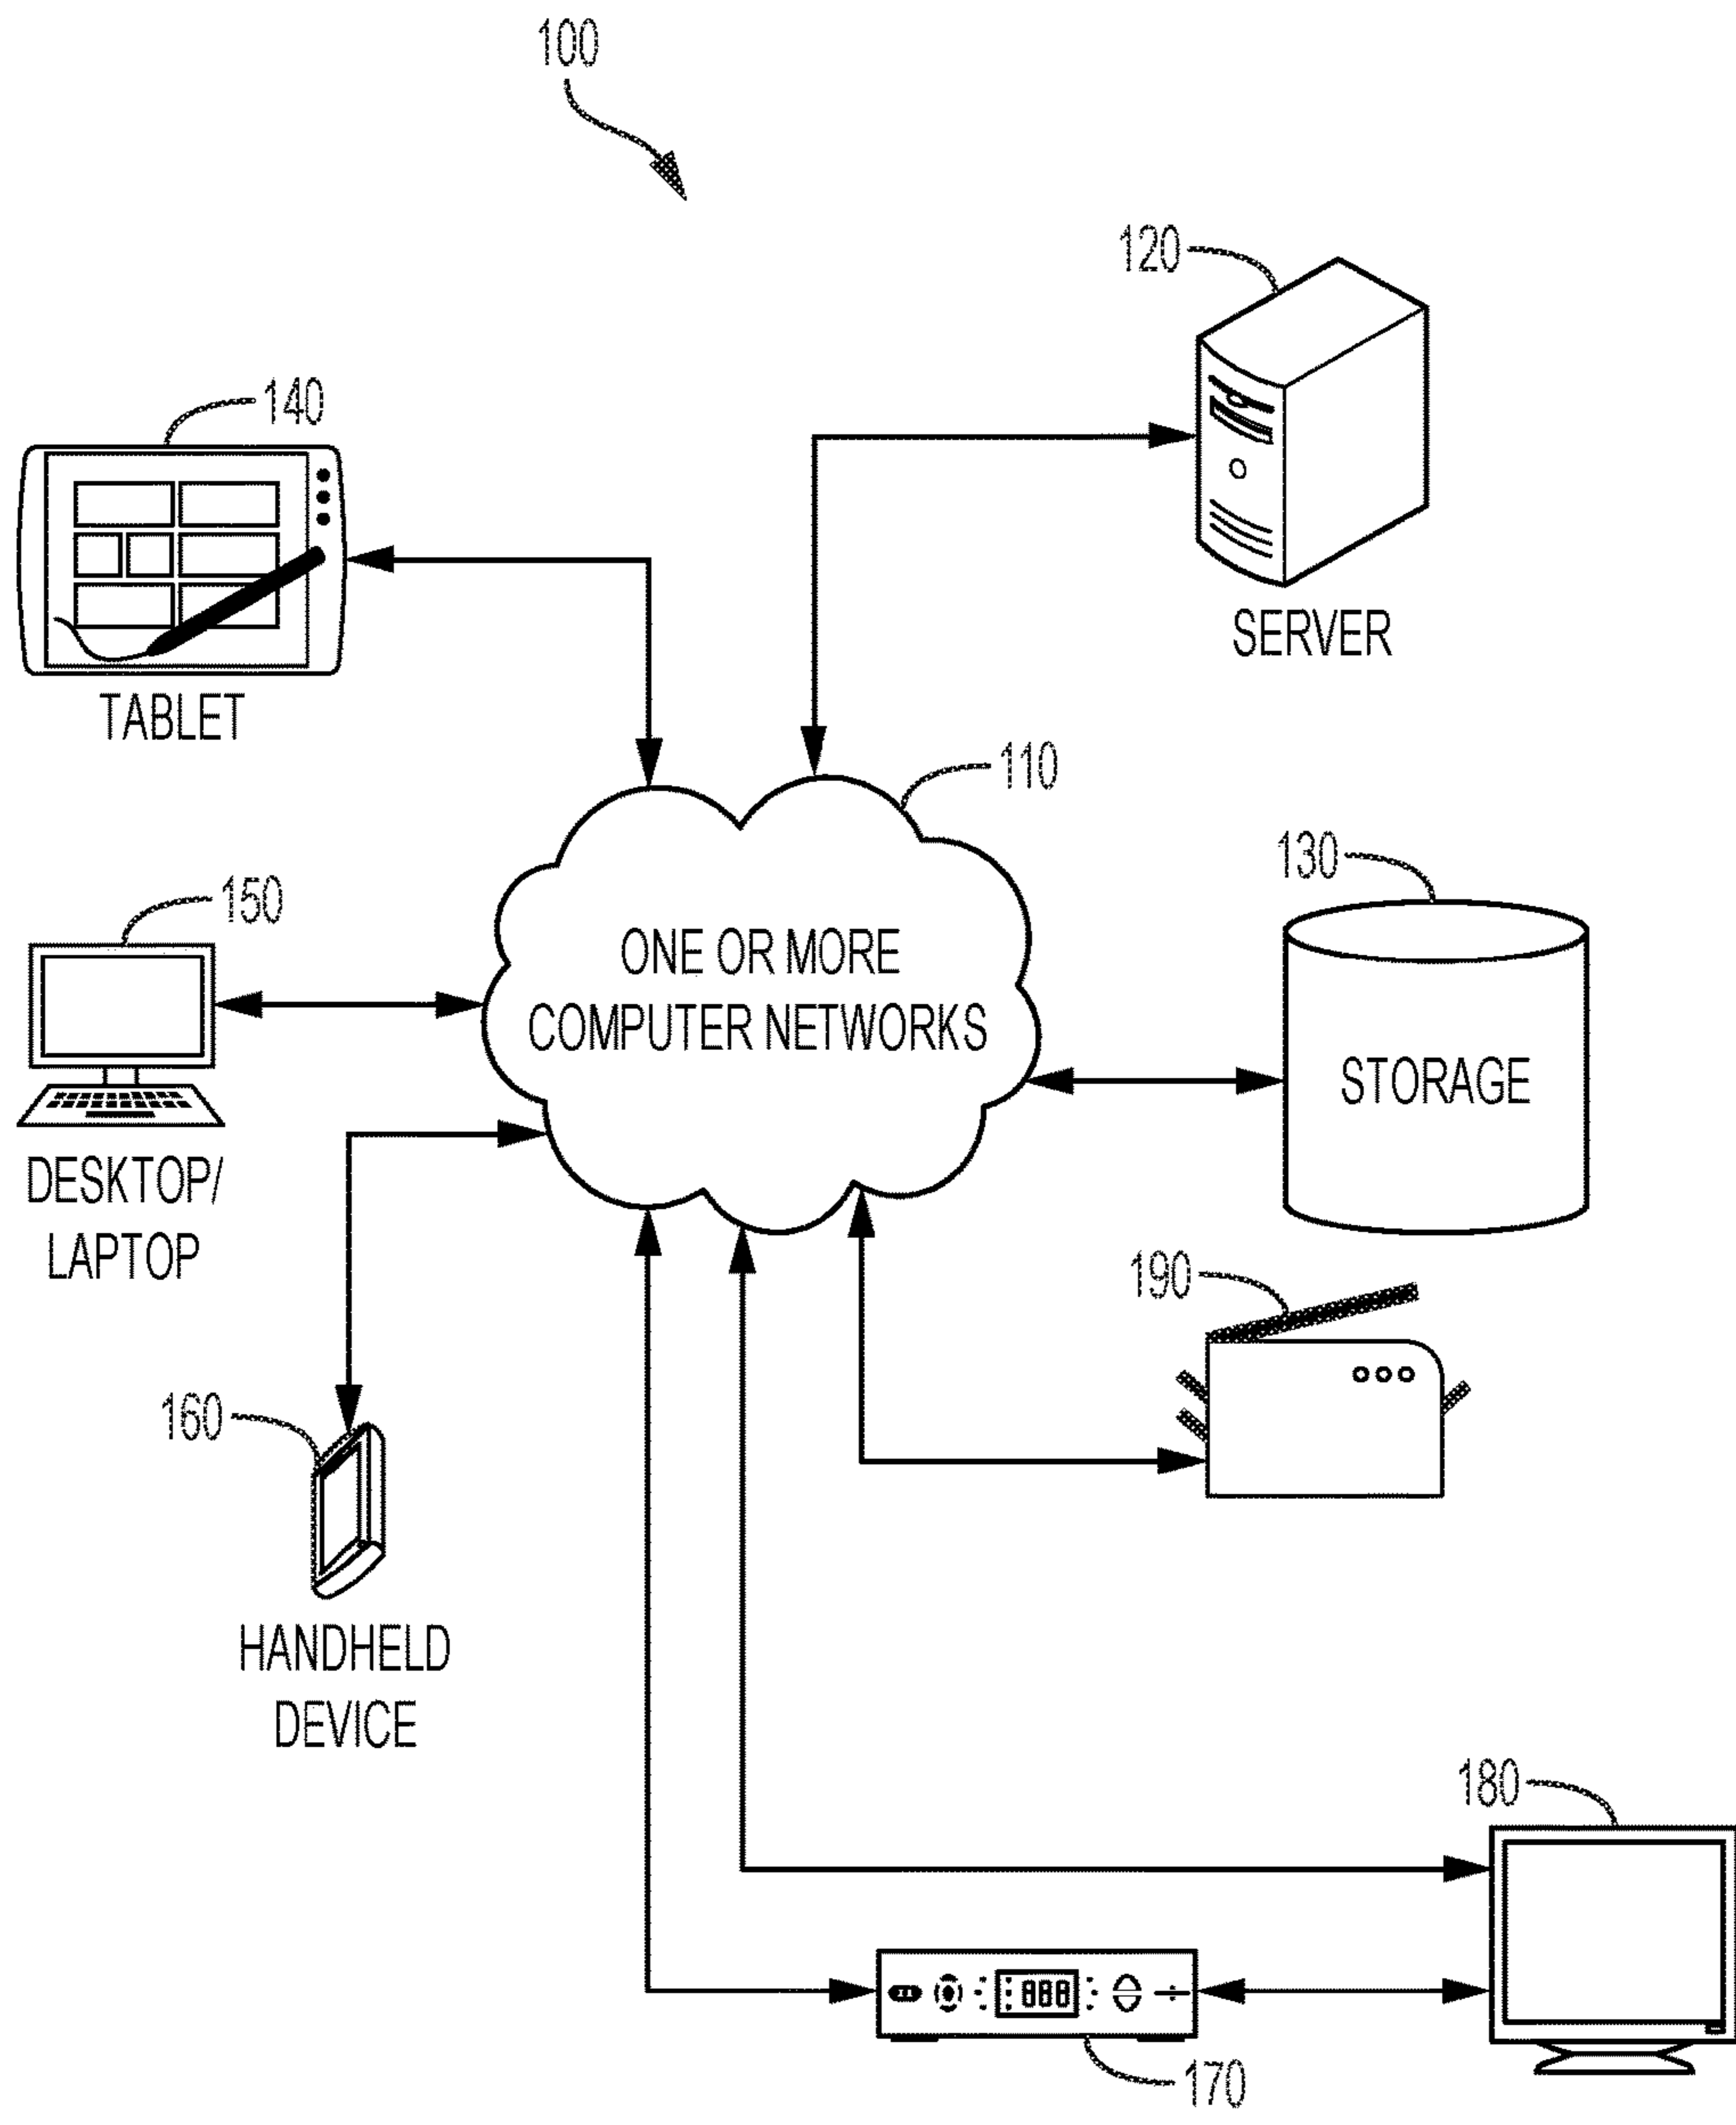 100
120
SERVER
140
TABLET
110
ONE OR MORE
COMPUTER NETWORKS
130
STORAGE
150
DESKTOP/
LAPTOP
190
160
HANDHELD
DEVICE
180
888
170